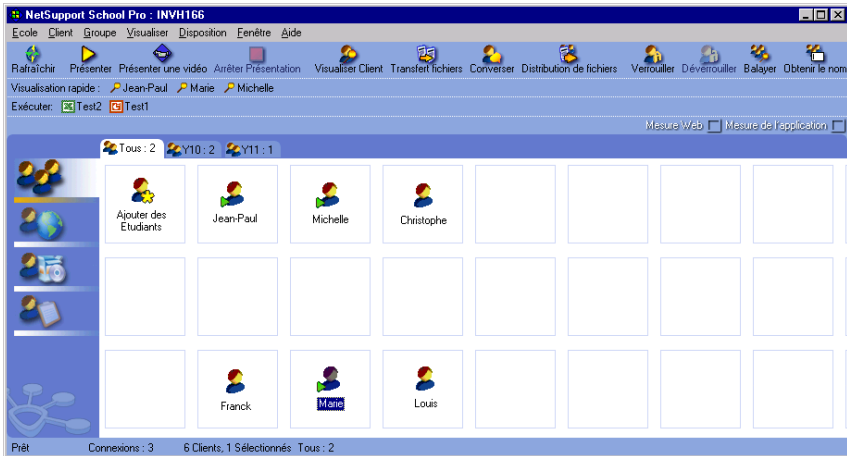 NetSupport School Pro : INVH166
Ecole Client Groupe Visualiser Disposition Fenêtre Aide
Rafraîchir Présenter Présenter une vidéo Arrêter Présentation Visualiser Client Transfert fichiers Converser Distribution de fichiers Verrouiller Déverrouiller Balayer Obtenir le nom
Visualisation rapide : Jean-Paul Marie Michelle
Exécuter: Test2 Test1
Mesure Web Mesure de l'application
Tous : 2 Y10 : 2 Y11 : 1
Ajouter des
Etudiants
Jean-Paul Michelle Christophe
Franck Marie Louis
Prêt Connexions : 3 6 Clients, 1 Sélectionnés Tous : 2